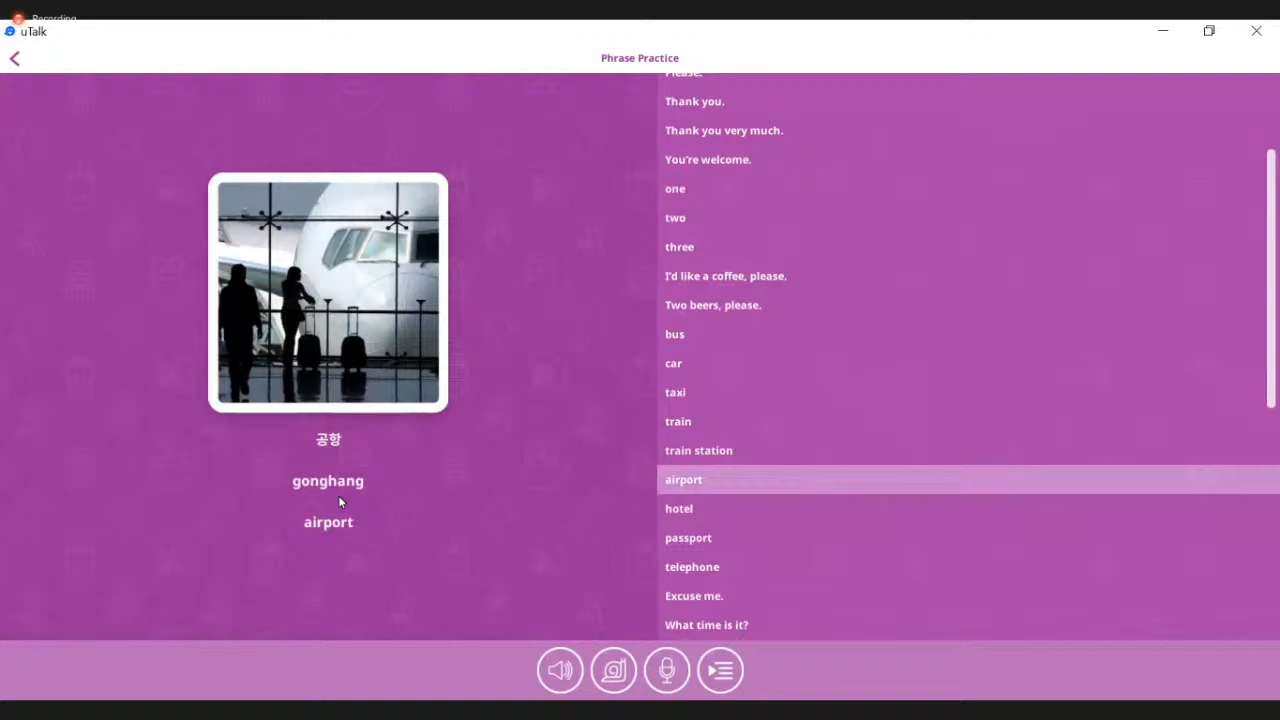 Recording
uTalk
Phrase Practice
공항
gonghang
airport
Please.
Thank you.
Thank you very much.
You're welcome.
one
two
three
I'd like a coffee, please.
Two beers, please.
bus
car
taxi
train
train station
airport
hotel
passport
telephone
Excuse me.
What time is it?